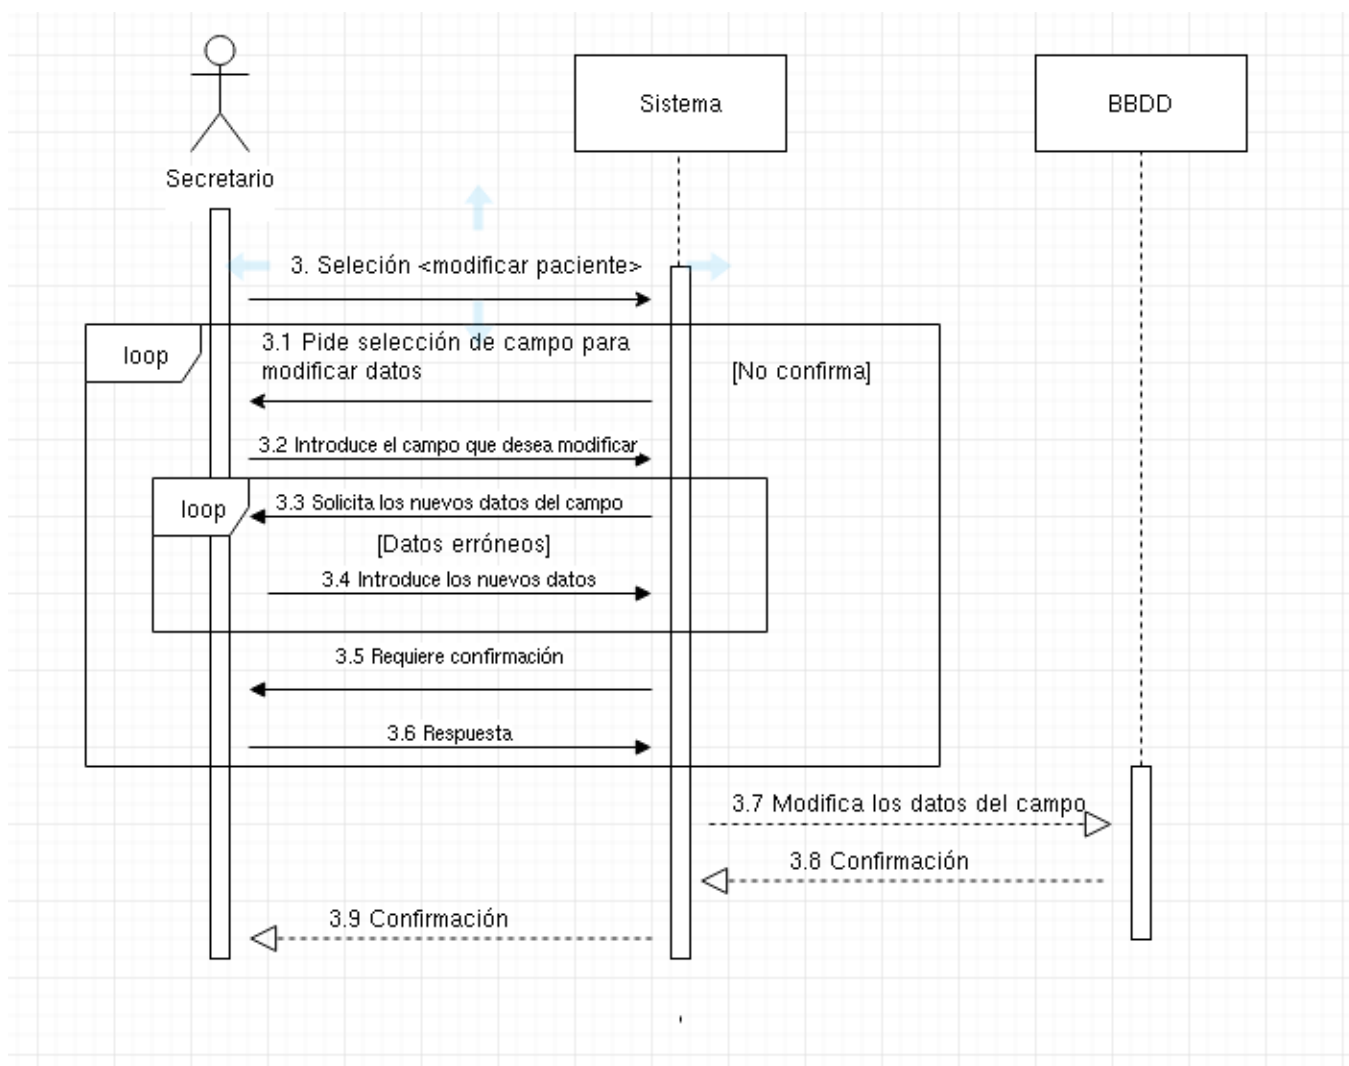 Sistema
BBDD
Secretario
3. Seleción <modificar paciente>
loop
3.1 Pide selección de campo para
modificar datos
[No confirma]
3.2 Introduce el campo que desea modificar
loop
3.3 Solicita los nuevos datos del campo
[Datos erróneos]
3.4 Introduce los nuevos datos
3.5 Requiere confirmación
3.6 Respuesta
3.7 Modifica los datos del campo
3.8 Confirmación
3.9 Confirmación